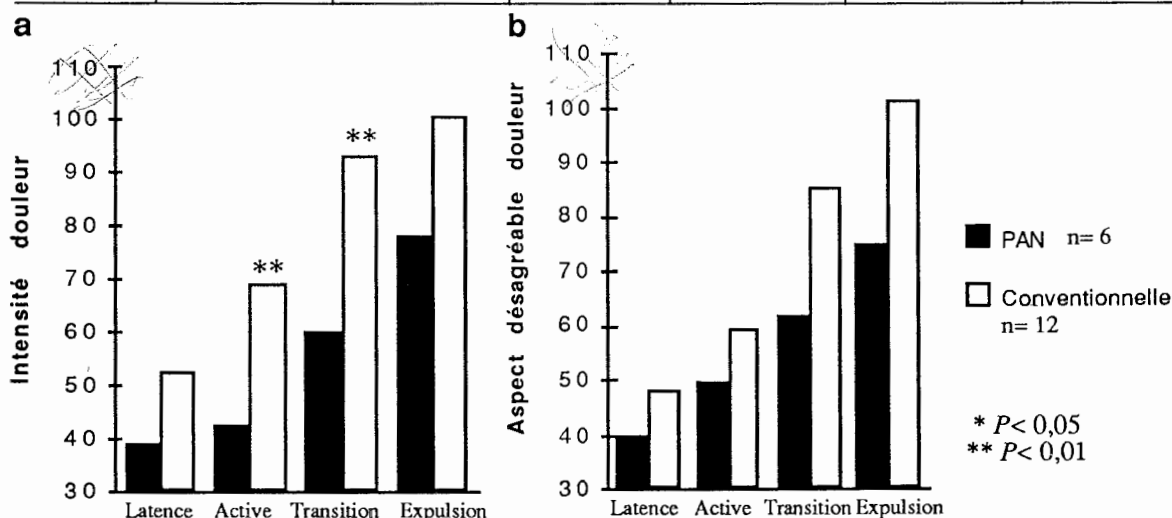 a
Intensité douleur
110
100
90
80
70
60
50
40
30
**
**
Latence Active Transition Expulsion
b
Aspect désagréable douleur
110
100
90
80
70
60
50
40
30
Latence Active Transition Expulsion
PAN n= 6
Conventionnelle
n= 12
* P< 0,05
** P< 0,01